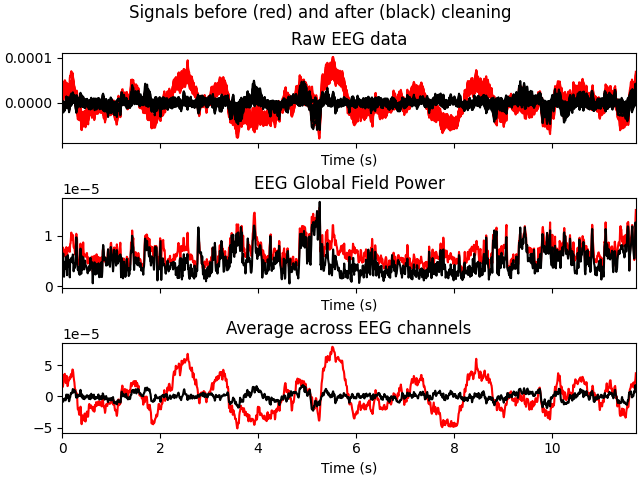 Signals before (red) and after (black) cleaning
Raw EEG data
0.0001
0.0000
Time (s)
EEG Global Field Power
1e−5
1
0
Time (s)
Average across EEG channels
1e−5
5
0
−5
0 2 4 6 8 10
Time (s)